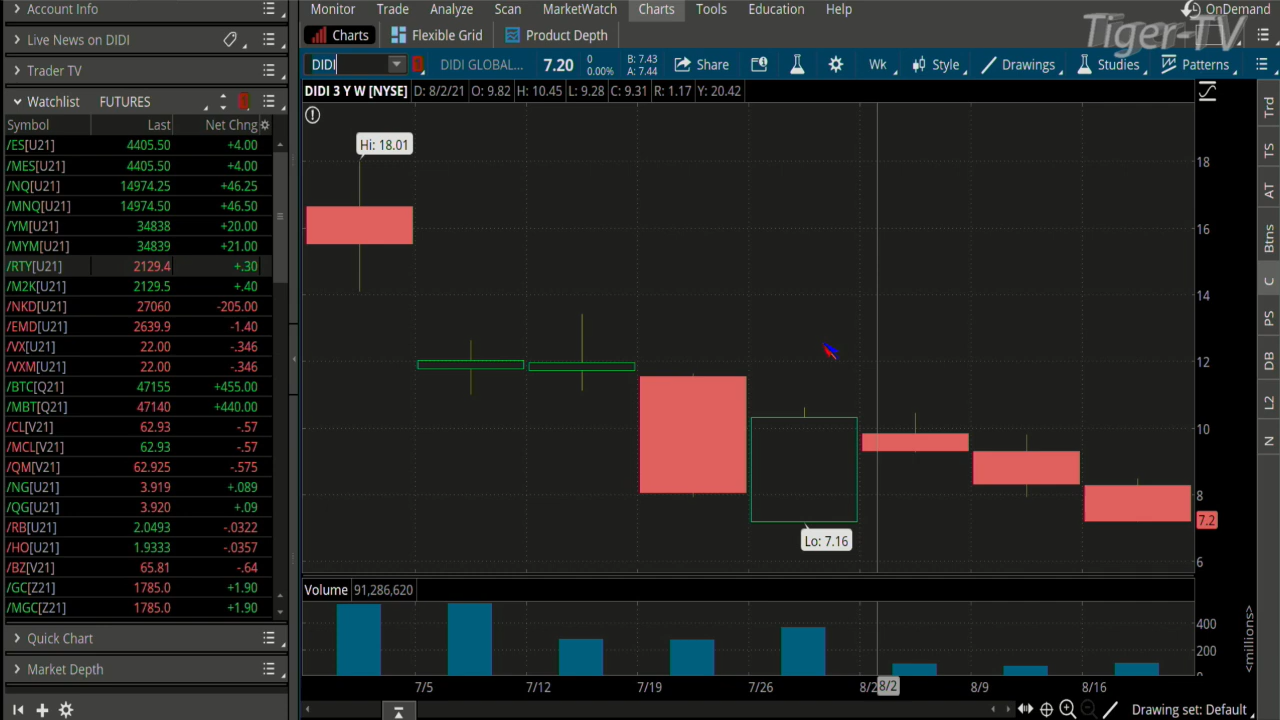 Account Info
Live News on DIDI
Trader TV
Watchlist FUTURES
Symbol Last Net Chng
/ES[U21] 4405.50 +4.00
/MES[U21] 4405.50 +4.00
/NQ[U21] 14974.25 +46.25
/MNQ[U21] 14974.50 +46.50
/YM[U21] 34838 +20.00
/MYM[U21] 34839 +21.00
/RTY[U21] 2129.4 +.30
/M2K[U21] 2129.5 +.40
/NKD[U21] 27060 -205.00
/EMD[U21] 2639.9 -1.40
/VX[U21] 22.00 -.346
/VXM[U21] 22.00 -.346
/BTC[Q21] 47155 +455.00
/MBT[Q21] 47140 +440.00
/CL[V21] 62.93 -.57
/MCL[V21] 62.93 -.57
/QM[V21] 62.925 -.575
/NG[U21] 3.919 +.089
/QG[U21] 3.920 +.09
/RB[U21] 2.0493 -.0322
/HO[U21] 1.9333 -.0357
/BZ[V21] 65.81 -.64
/GC[Z21] 1785.0 +1.90
/MGC[Z21] 1785.0 +1.90
Quick Chart
Market Depth
Monitor Trade Analyze Scan MarketWatch Charts Tools Education Help
OnDemand
Tiger-TV
Charts Flexible Grid Product Depth
DIDI DIDI GLOBAL... 7.20 0 0.00% B: 7.43 A: 7.44 Share Wk Style Drawings Studies Patterns
DIDI 3 Y W [NYSE] D: 8/2/21 O: 9.82 H: 10.45 L: 9.28 C: 9.31 R: 1.17 Y: 20.42
Hi: 18.01
18
16
14
12
10
8
7.2
Lo: 7.16
6
Volume 91,286,620
400
200
0
<millions>
7/5 7/12 7/19 7/26 8/2 8/2 8/9 8/16
Drawing set: Default
Trd
TS
AT
Btns
C
PS
DB
L2
N